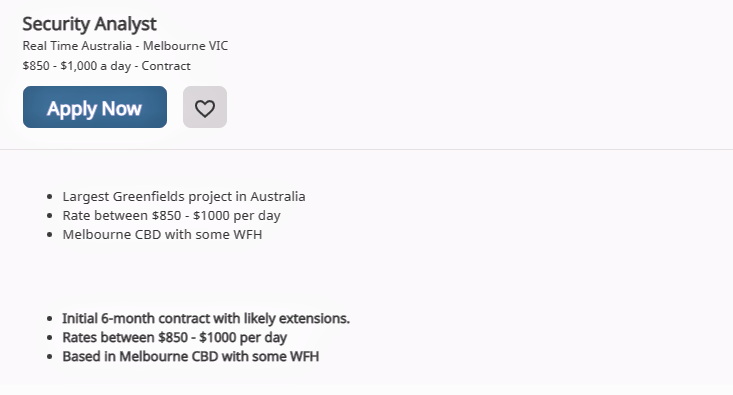 Security Analyst
Real Time Australia - Melbourne VIC
$850 - $1,000 a day - Contract
Apply Now
Largest Greenfields project in Australia
Rate between $850 - $1000 per day
Melbourne CBD with some WFH
Initial 6-month contract with likely extensions.
Rates between $850 - $1000 per day
Based in Melbourne CBD with some WFH